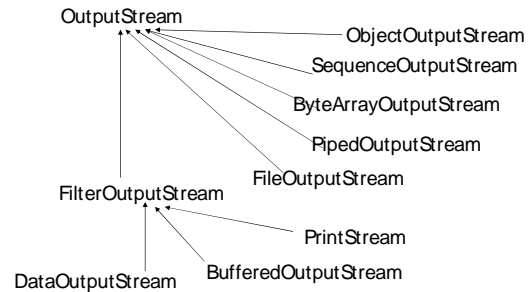 OutputStream
ObjectOutputStream
SequenceOutputStream
ByteArrayOutputStream
PipedOutputStream
FileOutputStream
FilterOutputStream
PrintStream
BufferedOutputStream
DataOutputStream